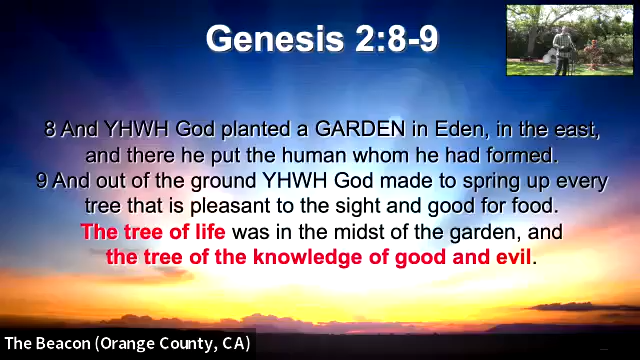 Genesis 2:8-9
8 And YHWH God planted a GARDEN in Eden, in the east,
and there he put the human whom he had formed.
9 And out of the ground YHWH God made to spring up every
tree that is pleasant to the sight and good for food.
The tree of life was in the midst of the garden, and
the tree of the knowledge of good and evil.
The Beacon (Orange County, CA)